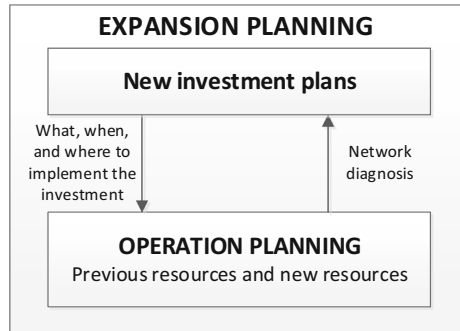 EXPANSION PLANNING
New investment plans
What, when,
and where to
implement the
investment
Network
diagnosis
OPERATION PLANNING
Previous resources and new resources